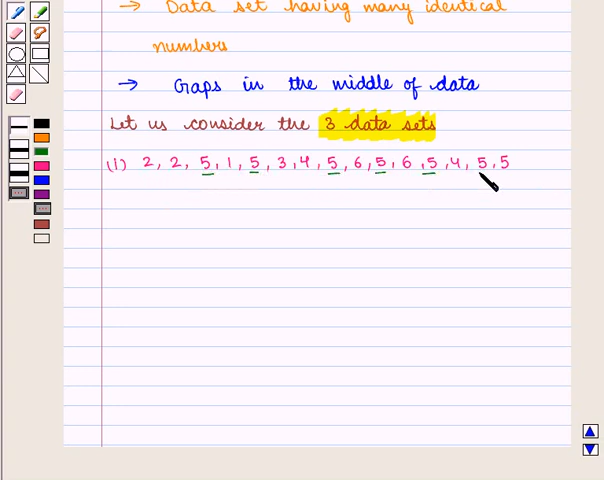 → Data set having many identical
numbers
→ Gaps in the middle of data
Let us consider the 3 data sets
(i) 2, 2, 5, 1, 5, 3, 4, 5, 6, 5, 6, 5, 4, 5, 5